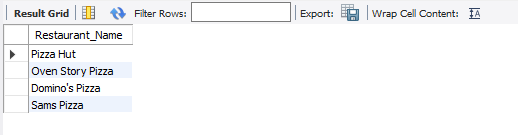 Result Grid Filter Rows: Export: Wrap Cell Content:
Restaurant_Name
Pizza Hut
Oven Story Pizza
Domino's Pizza
Sams Pizza